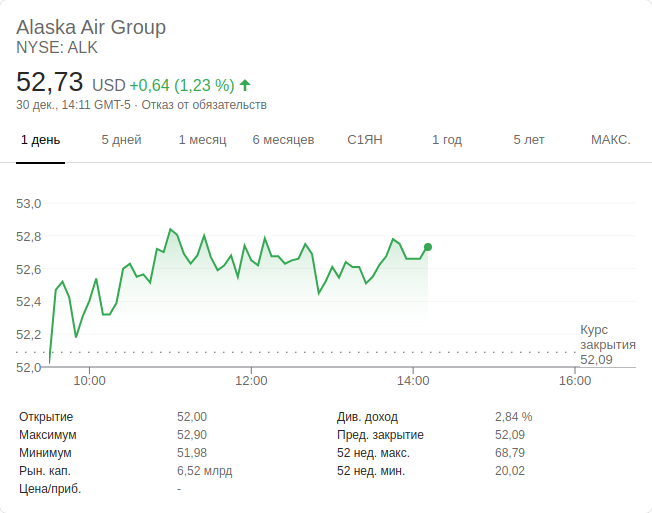 Alaska Air Group
NYSE: ALK
52,73 USD +0,64 (1,23 %)
30 дек., 14:11 GMT-5 · Отказ от обязательств
1 день 5 дней 1 месяц 6 месяцев С1ЯН 1 год 5 лет МАКС.
53,0
52,8
52,6
52,4
52,2
52,0
Курс
закрытия
52,09
10:00 12:00 14:00 16:00
Открытие 52,00 Див. доход 2,84 %
Максимум 52,90 Пред. закрытие 52,09
Минимум 51,98 52 нед. макс. 68,79
Рын. кап. 6,52 млрд 52 нед. мин. 20,02
Цена/приб. -